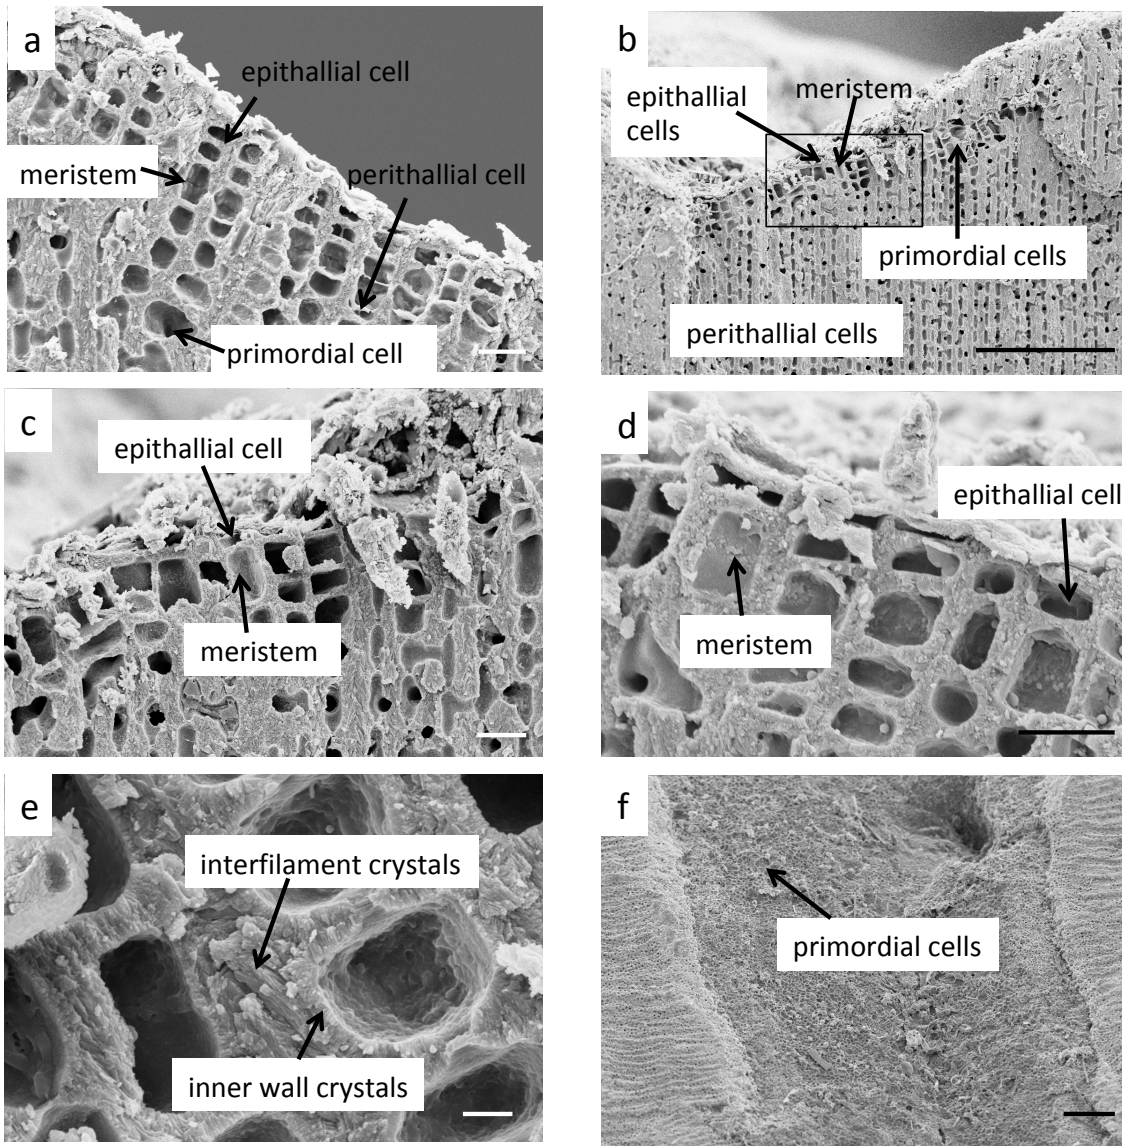 a
epithallial cell
meristem
perithallial cell
primordial cell
b
epithallial
cells
meristem
primordial cells
perithallial cells
c
epithallial cell
meristem
d
epithallial cell
meristem
e
interfilament crystals
inner wall crystals
f
primordial cells